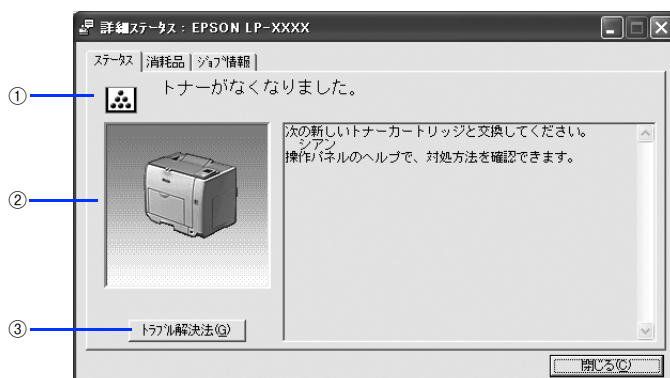 詳細ステータス：EPSON LP-XXXX
ステータス 消耗品 ジョブ情報
① トナーがなくなりました。
次の新しいトナーカートリッジと交換してください。
シアン
操作パネルのヘルプで、対処方法を確認できます。
②
③ トラブル解決法(G)
閉じる(C)